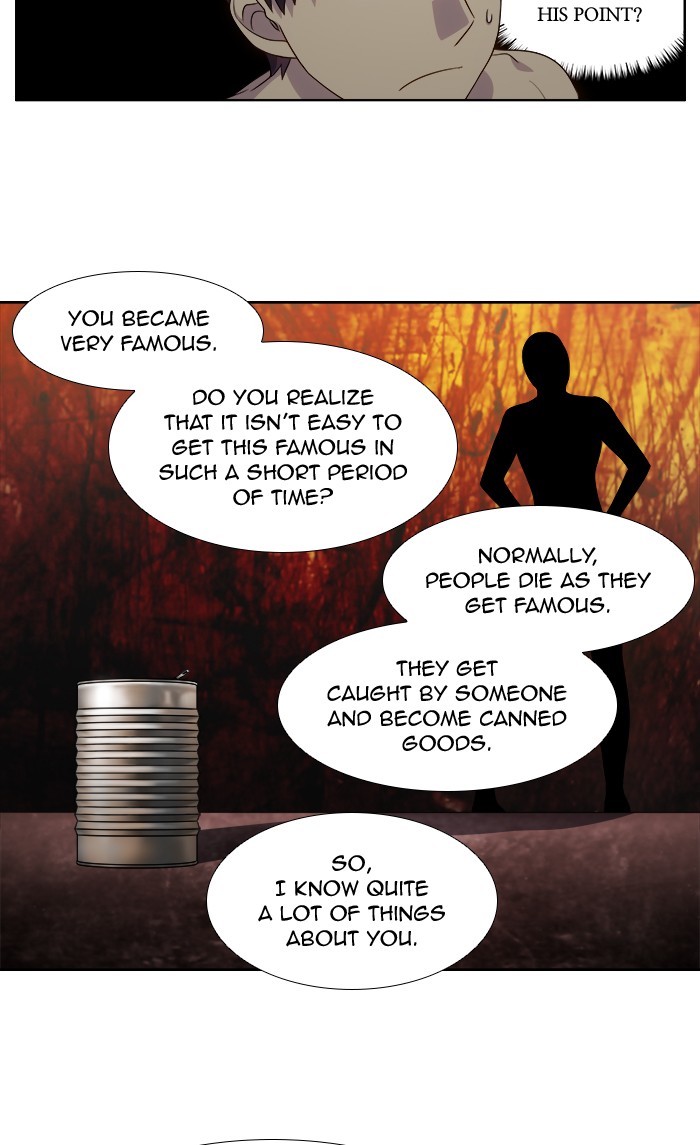 HIS POINT?
YOU BECAME
VERY FAMOUS.
DO YOU REALIZE
THAT IT ISN'T EASY TO
GET THIS FAMOUS IN
SUCH A SHORT PERIOD
OF TIME?
NORMALLY,
PEOPLE DIE AS THEY
GET FAMOUS.
THEY GET
CAUGHT BY SOMEONE
AND BECOME CANNED
GOODS.
SO,
I KNOW QUITE
A LOT OF THINGS
ABOUT YOU.